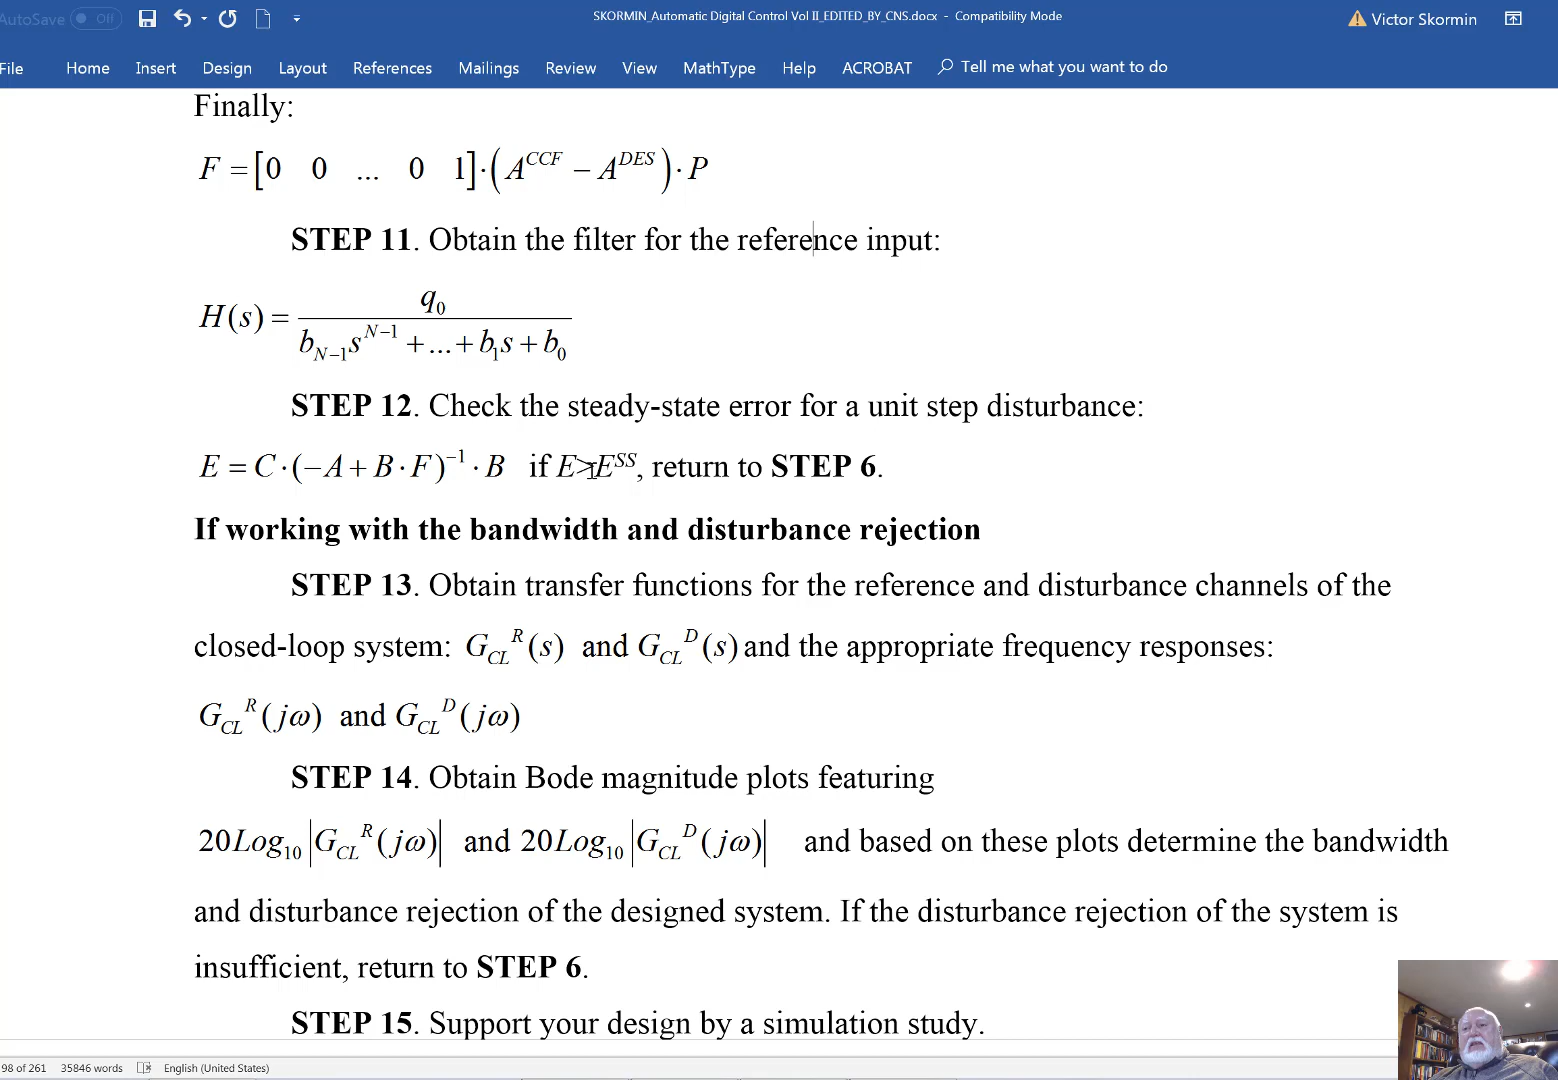 AutoSave Off SKORMIN_Automatic Digital Control Vol II_EDITED_BY_CNS.docx - Compatibility Mode Victor Skormin
File Home Insert Design Layout References Mailings Review View MathType Help ACROBAT Tell me what you want to do
Finally:
F = [0 0 ... 0 1]·(A^CCF − A^DES)·P
STEP 11. Obtain the filter for the reference input:
H(s) = q_0 / (b_{N−1}s^{N−1} + ... + b_1s + b_0)
STEP 12. Check the steady-state error for a unit step disturbance:
E = C·(−A + B·F)^{−1}·B if E>E^SS, return to STEP 6.
If working with the bandwidth and disturbance rejection
STEP 13. Obtain transfer functions for the reference and disturbance channels of the
closed-loop system: G_CL^R(s) and G_CL^D(s) and the appropriate frequency responses:
G_CL^R(jω) and G_CL^D(jω)
STEP 14. Obtain Bode magnitude plots featuring
20Log_10|G_CL^R(jω)| and 20Log_10|G_CL^D(jω)| and based on these plots determine the bandwidth
and disturbance rejection of the designed system. If the disturbance rejection of the system is
insufficient, return to STEP 6.
STEP 15. Support your design by a simulation study.
98 of 261 35846 words English (United States)